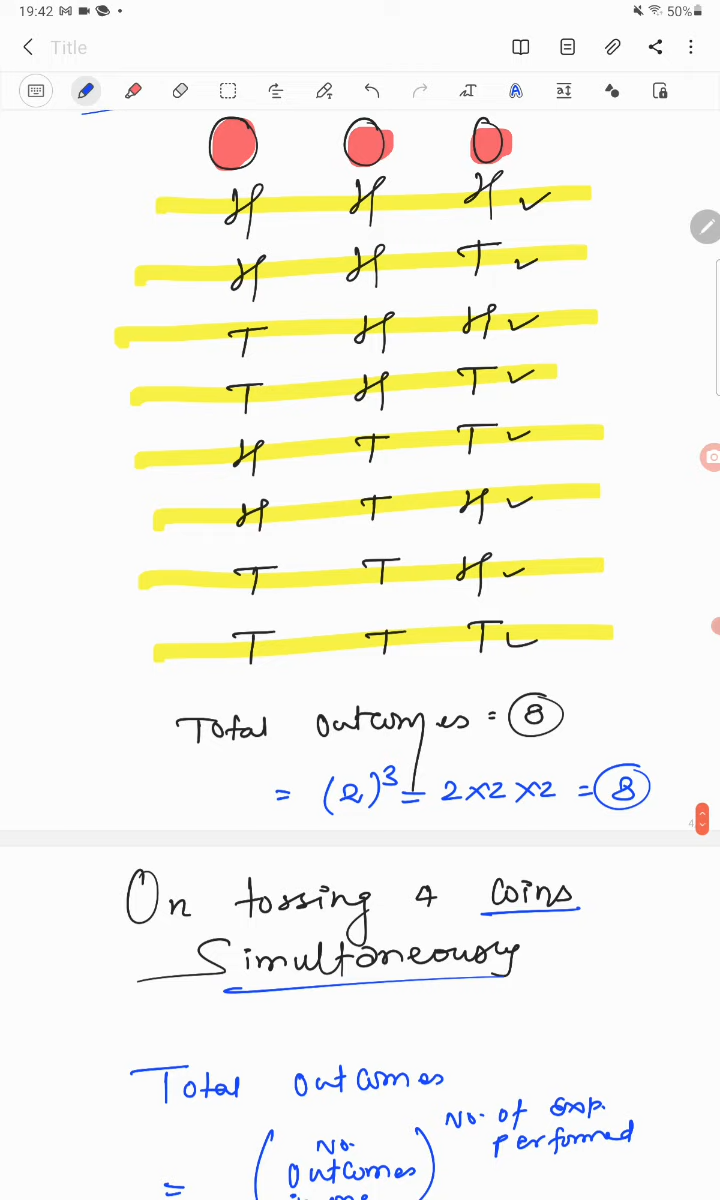 19:42 50%
Title
H H H ✓
H H T ✓
T H H ✓
T H T ✓
H T T ✓
H T H ✓
T T H ✓
T T T ✓
Total outcomes = 8
= (2)³ = 2×2×2 = 8
On tossing 4 coins
Simultaneously
Total outcomes
No. of Exp.
performed
No.
outcomes
=